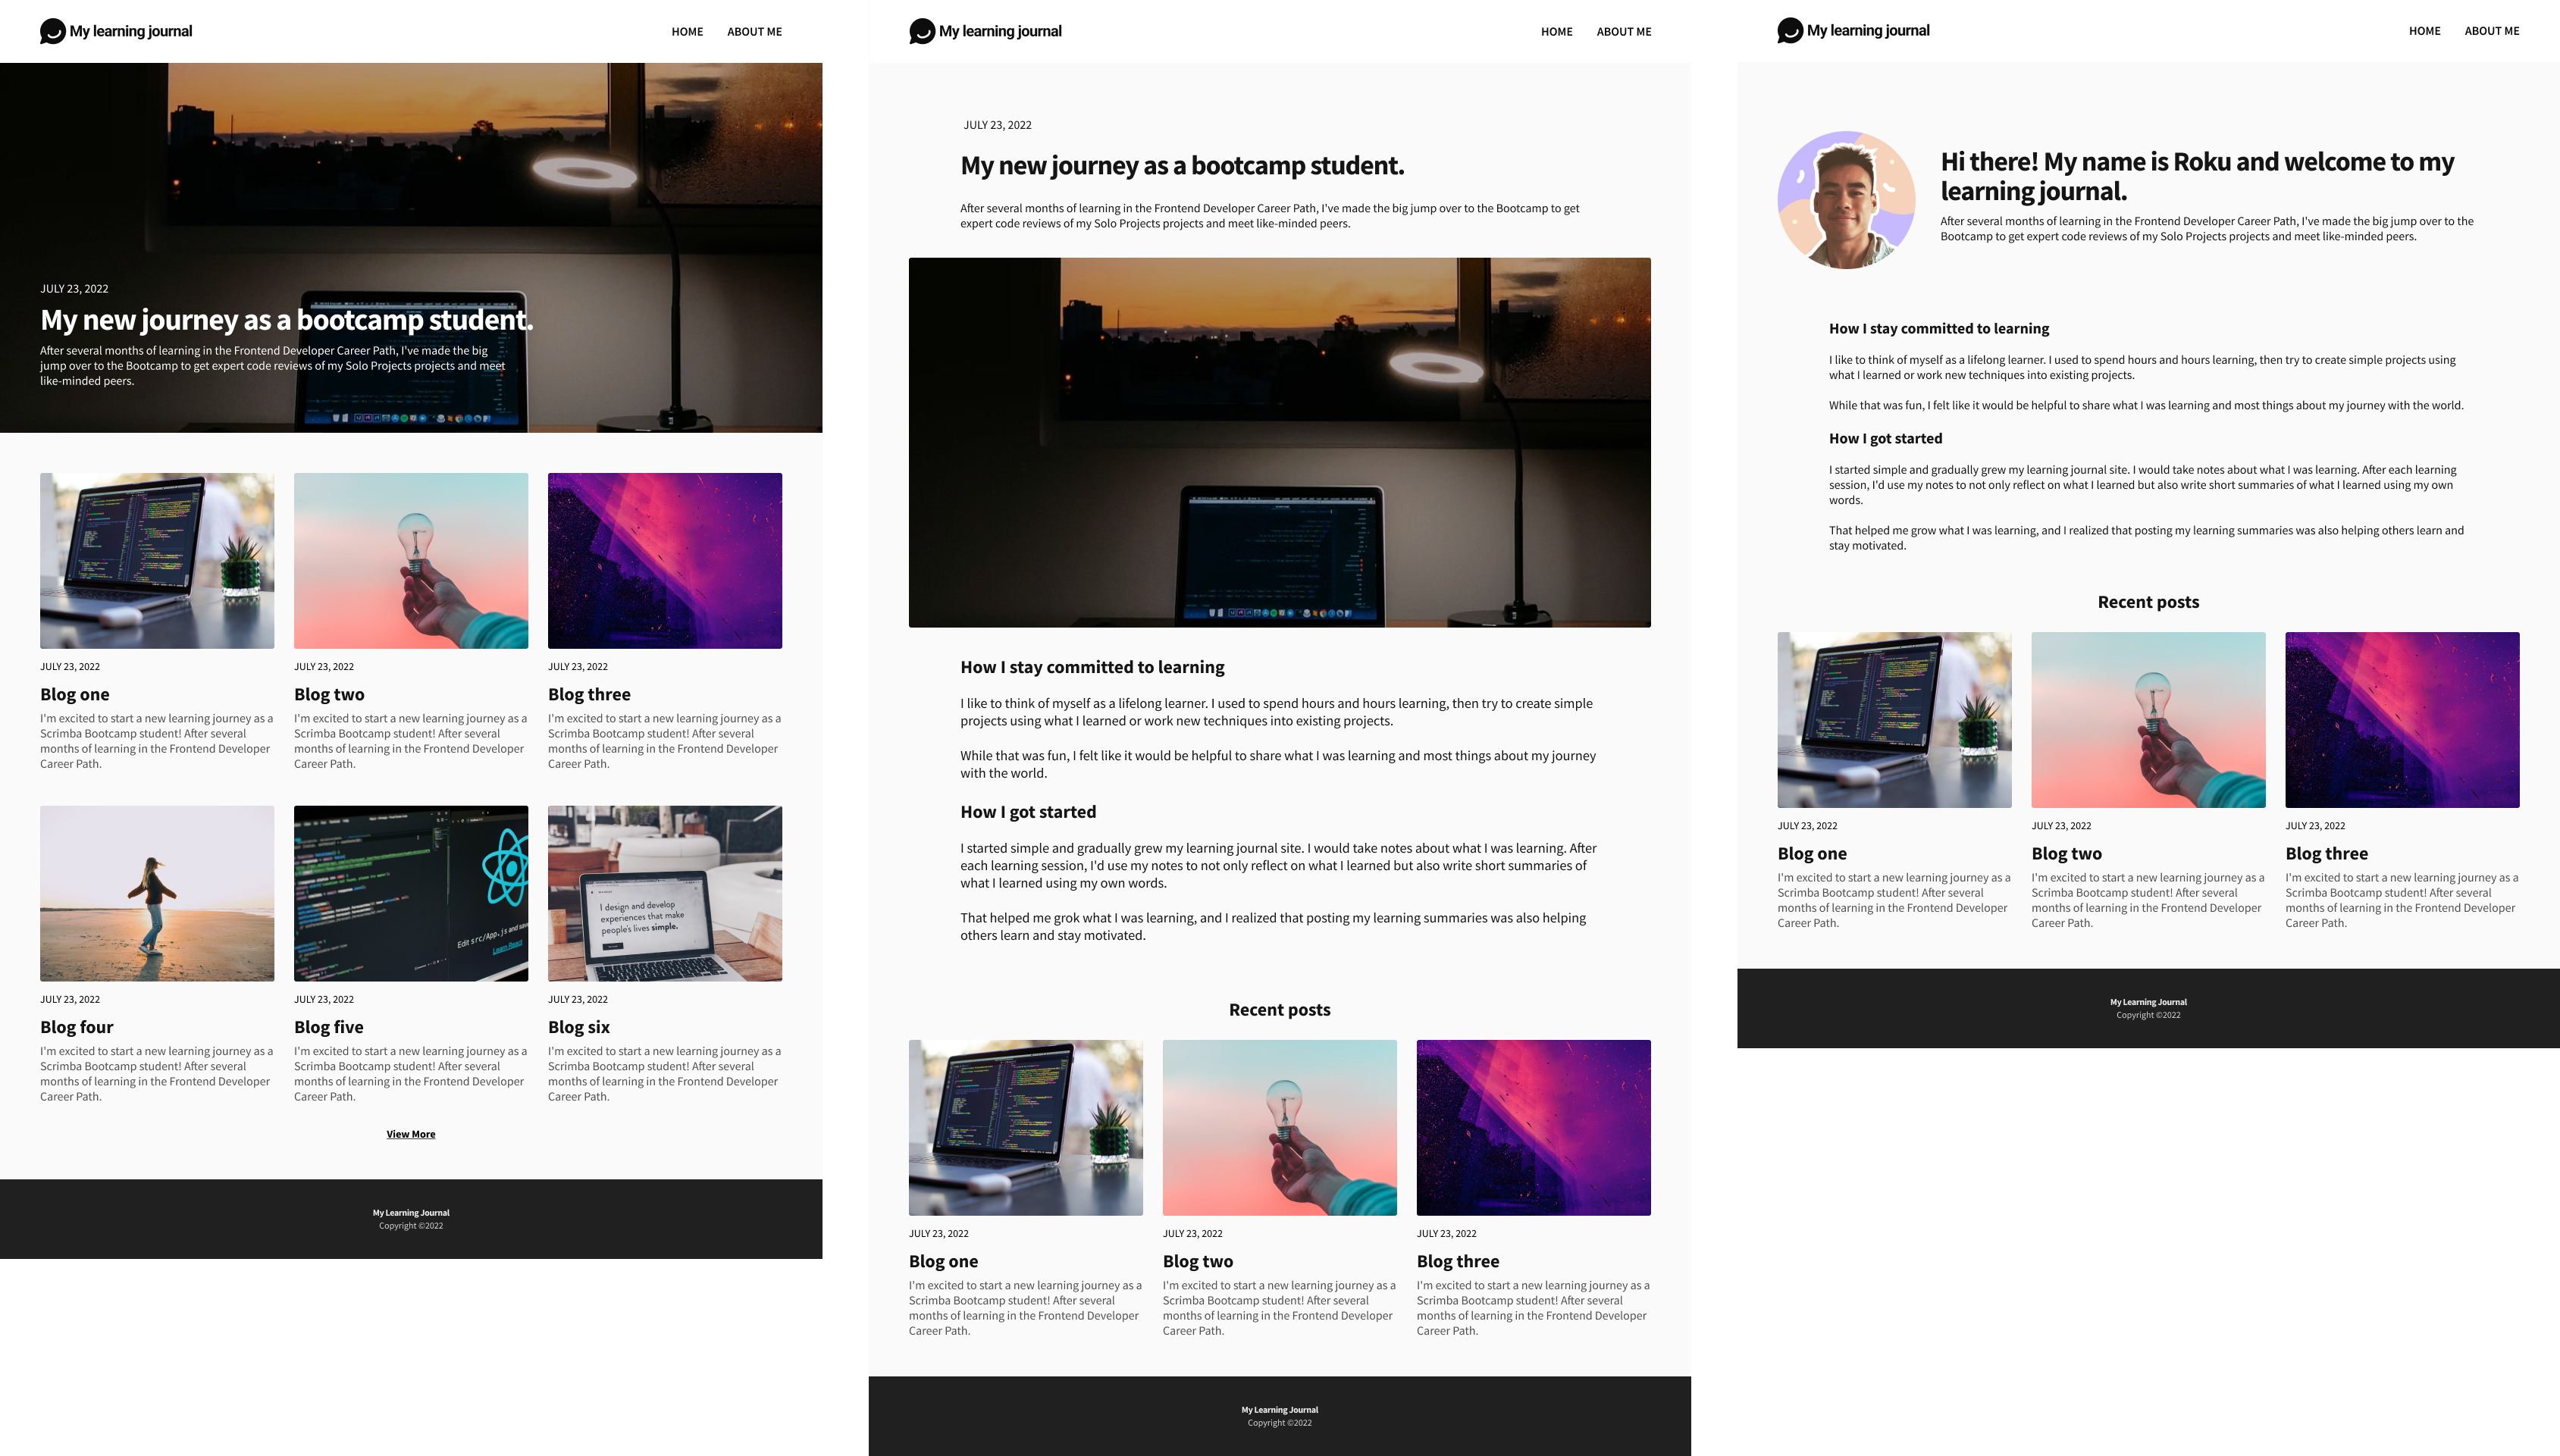 My learning journal
HOME
ABOUT ME
JULY 23, 2022
My new journey as a bootcamp student.
After several months of learning in the Frontend Developer Career Path, I've made the big
jump over to the Bootcamp to get expert code reviews of my Solo Projects projects and meet
like-minded peers.
JULY 23, 2022
Blog one
I'm excited to start a new learning journey as a
Scrimba Bootcamp student! After several
months of learning in the Frontend Developer
Career Path.
JULY 23, 2022
Blog two
I'm excited to start a new learning journey as a
Scrimba Bootcamp student! After several
months of learning in the Frontend Developer
Career Path.
JULY 23, 2022
Blog three
I'm excited to start a new learning journey as a
Scrimba Bootcamp student! After several
months of learning in the Frontend Developer
Career Path.
Edit src/App.js and save
Learn React
I design and develop
experiences that make
people's lives simple.
JULY 23, 2022
Blog four
I'm excited to start a new learning journey as a
Scrimba Bootcamp student! After several
months of learning in the Frontend Developer
Career Path.
JULY 23, 2022
Blog five
I'm excited to start a new learning journey as a
Scrimba Bootcamp student! After several
months of learning in the Frontend Developer
Career Path.
JULY 23, 2022
Blog six
I'm excited to start a new learning journey as a
Scrimba Bootcamp student! After several
months of learning in the Frontend Developer
Career Path.
View More
My Learning Journal
Copyright ©2022
My learning journal
HOME
ABOUT ME
JULY 23, 2022
My new journey as a bootcamp student.
After several months of learning in the Frontend Developer Career Path, I've made the big jump over to the Bootcamp to get
expert code reviews of my Solo Projects projects and meet like-minded peers.
How I stay committed to learning
I like to think of myself as a lifelong learner. I used to spend hours and hours learning, then try to create simple
projects using what I learned or work new techniques into existing projects.
While that was fun, I felt like it would be helpful to share what I was learning and most things about my journey
with the world.
How I got started
I started simple and gradually grew my learning journal site. I would take notes about what I was learning. After
each learning session, I'd use my notes to not only reflect on what I learned but also write short summaries of
what I learned using my own words.
That helped me grok what I was learning, and I realized that posting my learning summaries was also helping
others learn and stay motivated.
Recent posts
JULY 23, 2022
Blog one
I'm excited to start a new learning journey as a
Scrimba Bootcamp student! After several
months of learning in the Frontend Developer
Career Path.
JULY 23, 2022
Blog two
I'm excited to start a new learning journey as a
Scrimba Bootcamp student! After several
months of learning in the Frontend Developer
Career Path.
JULY 23, 2022
Blog three
I'm excited to start a new learning journey as a
Scrimba Bootcamp student! After several
months of learning in the Frontend Developer
Career Path.
My Learning Journal
Copyright ©2022
My learning journal
HOME
ABOUT ME
Hi there! My name is Roku and welcome to my
learning journal.
After several months of learning in the Frontend Developer Career Path, I've made the big jump over to the
Bootcamp to get expert code reviews of my Solo Projects projects and meet like-minded peers.
How I stay committed to learning
I like to think of myself as a lifelong learner. I used to spend hours and hours learning, then try to create simple projects using
what I learned or work new techniques into existing projects.
While that was fun, I felt like it would be helpful to share what I was learning and most things about my journey with the world.
How I got started
I started simple and gradually grew my learning journal site. I would take notes about what I was learning. After each learning
session, I'd use my notes to not only reflect on what I learned but also write short summaries of what I learned using my own
words.
That helped me grow what I was learning, and I realized that posting my learning summaries was also helping others learn and
stay motivated.
Recent posts
JULY 23, 2022
Blog one
I'm excited to start a new learning journey as a
Scrimba Bootcamp student! After several
months of learning in the Frontend Developer
Career Path.
JULY 23, 2022
Blog two
I'm excited to start a new learning journey as a
Scrimba Bootcamp student! After several
months of learning in the Frontend Developer
Career Path.
JULY 23, 2022
Blog three
I'm excited to start a new learning journey as a
Scrimba Bootcamp student! After several
months of learning in the Frontend Developer
Career Path.
My Learning Journal
Copyright ©2022